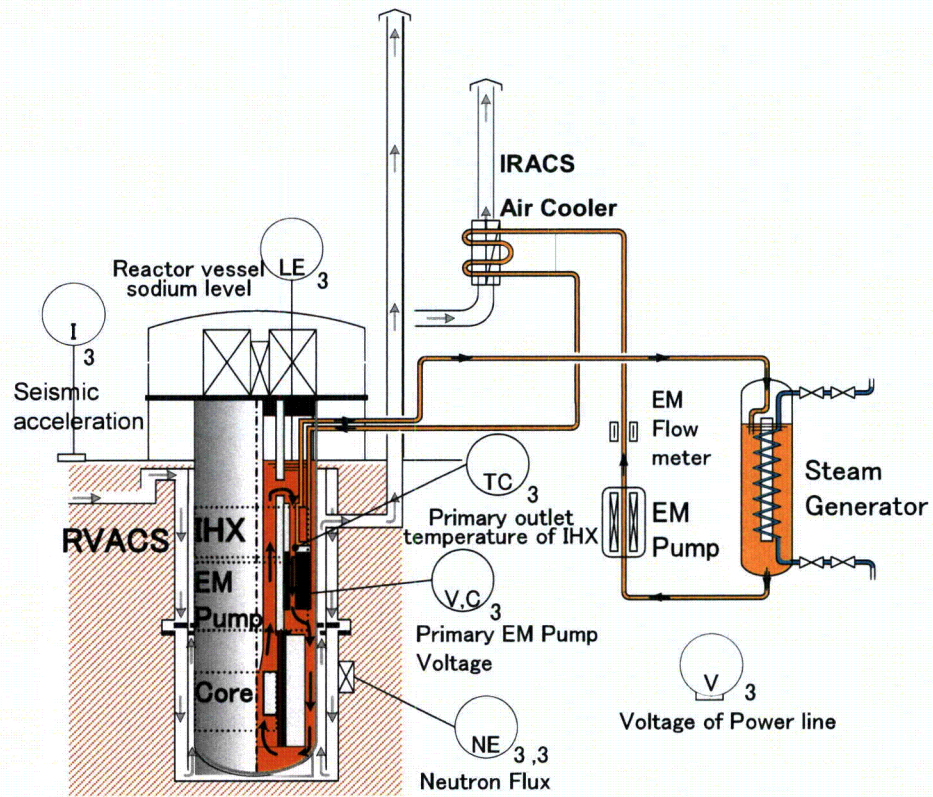 IRACS
Air Cooler
LE
3
Reactor vessel
sodium level
I
3
Seismic
acceleration
EM
Flow
meter
Steam
Generator
TC
3
Primary outlet
temperature of IHX
RVACS
IHX
EM
Pump
EM
Pump
V,C
3
Primary EM Pump
Voltage
Core
V
3
Voltage of Power line
NE
3 ,3
Neutron Flux